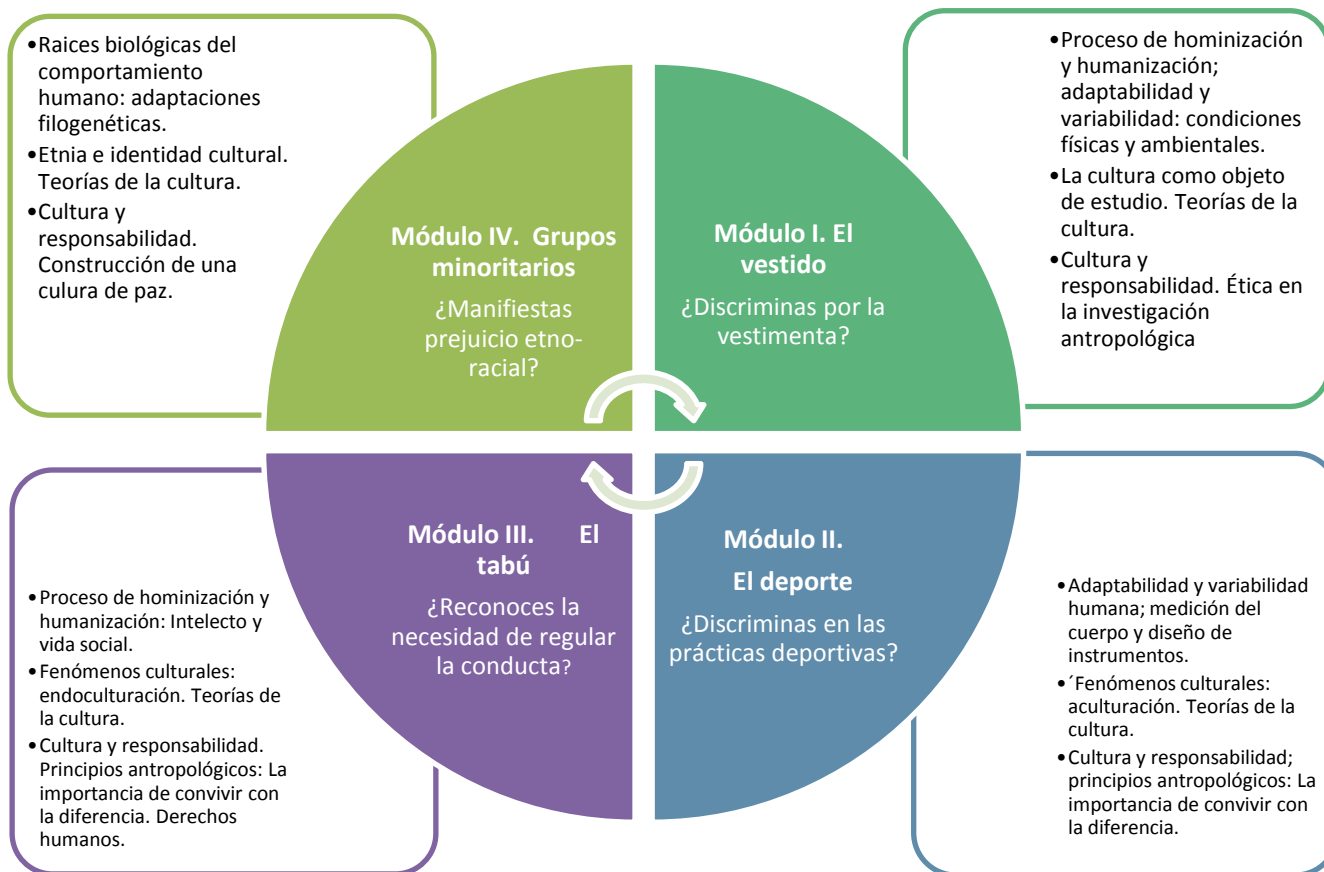 •Raices biológicas del
comportamiento
humano: adaptaciones
filogenéticas.
•Etnia e identidad cultural.
Teorías de la cultura.
•Cultura y
responsabilidad.
Construcción de una
culura de paz.
Módulo IV.  Grupos
minoritarios
¿Manifiestas
prejuicio etno-
racial?
Módulo I. El
vestido
¿Discriminas por la
vestimenta?
•Proceso de hominización
y humanización;
adaptabilidad y
variabilidad: condiciones
físicas y ambientales.
•La cultura como objeto
de estudio. Teorías de la
cultura.
•Cultura y
responsabilidad. Ética en
la investigación
antropológica
•Proceso de hominización y
humanización: Intelecto y
vida social.
•Fenómenos culturales:
endoculturación. Teorías de
la cultura.
•Cultura y responsabilidad.
Principios antropológicos: La
importancia de convivir con
la diferencia. Derechos
humanos.
Módulo III.      El
tabú
¿Reconoces la
necesidad de regular
la conducta?
Módulo II.
El deporte
¿Discriminas en las
prácticas deportivas?
•Adaptabilidad y variabilidad
humana; medición del
cuerpo y diseño de
instrumentos.
•´Fenómenos culturales:
aculturación. Teorías de la
cultura.
•Cultura y responsabilidad;
principios antropológicos: La
importancia de convivir con
la diferencia.